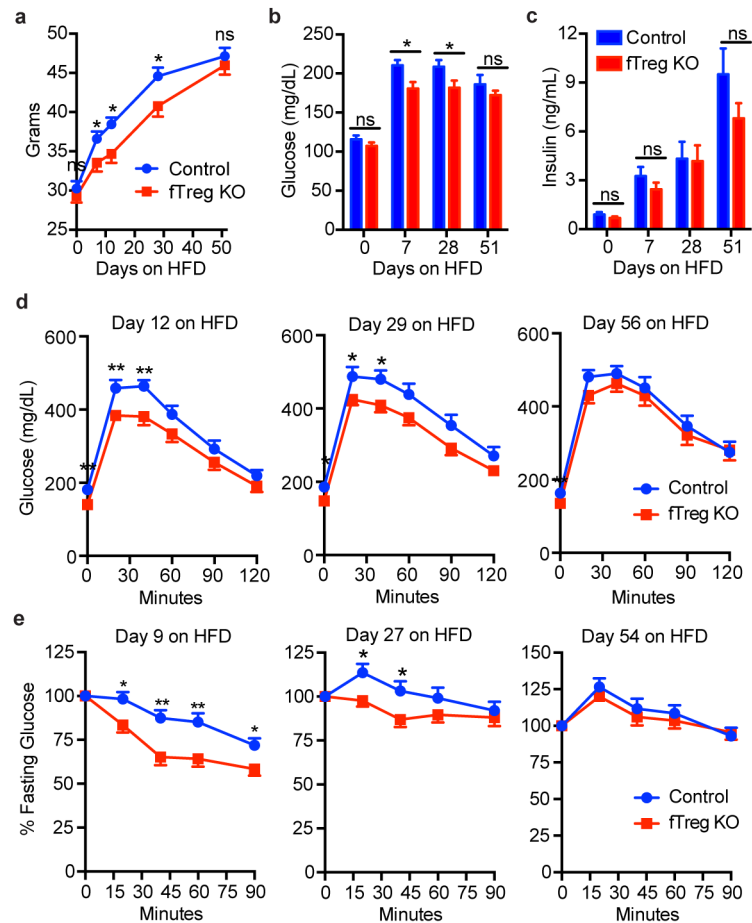 a
ns
*
*
*
ns
Grams
45
40
35
30
25
0 10 20 30 40 50
Days on HFD
Control
fTreg KO
b
Glucose (mg/dL)
250
200
150
100
50
0
ns
*
*
ns
0 7 28 51
Days on HFD
c
Control
fTreg KO
Insulin (ng/mL)
12
9
6
3
0
ns
ns
ns
ns
0 7 28 51
Days on HFD
d
Day 12 on HFD
Day 29 on HFD
Day 56 on HFD
Glucose (mg/dL)
600
400
200
0
** ** **
0 30 60 90 120
Minutes
600
400
200
0
* * *
0 30 60 90 120
Minutes
600
400
200
0
**
Control
fTreg KO
0 30 60 90 120
Minutes
e
Day 9 on HFD
Day 27 on HFD
Day 54 on HFD
% Fasting Glucose
125
100
75
50
25
0
* ** ** *
0 15 30 45 60 75 90
Minutes
125
100
75
50
25
0
* *
0 15 30 45 60 75 90
Minutes
150
125
100
75
50
25
0
Control
fTreg KO
0 15 30 45 60 75 90
Minutes